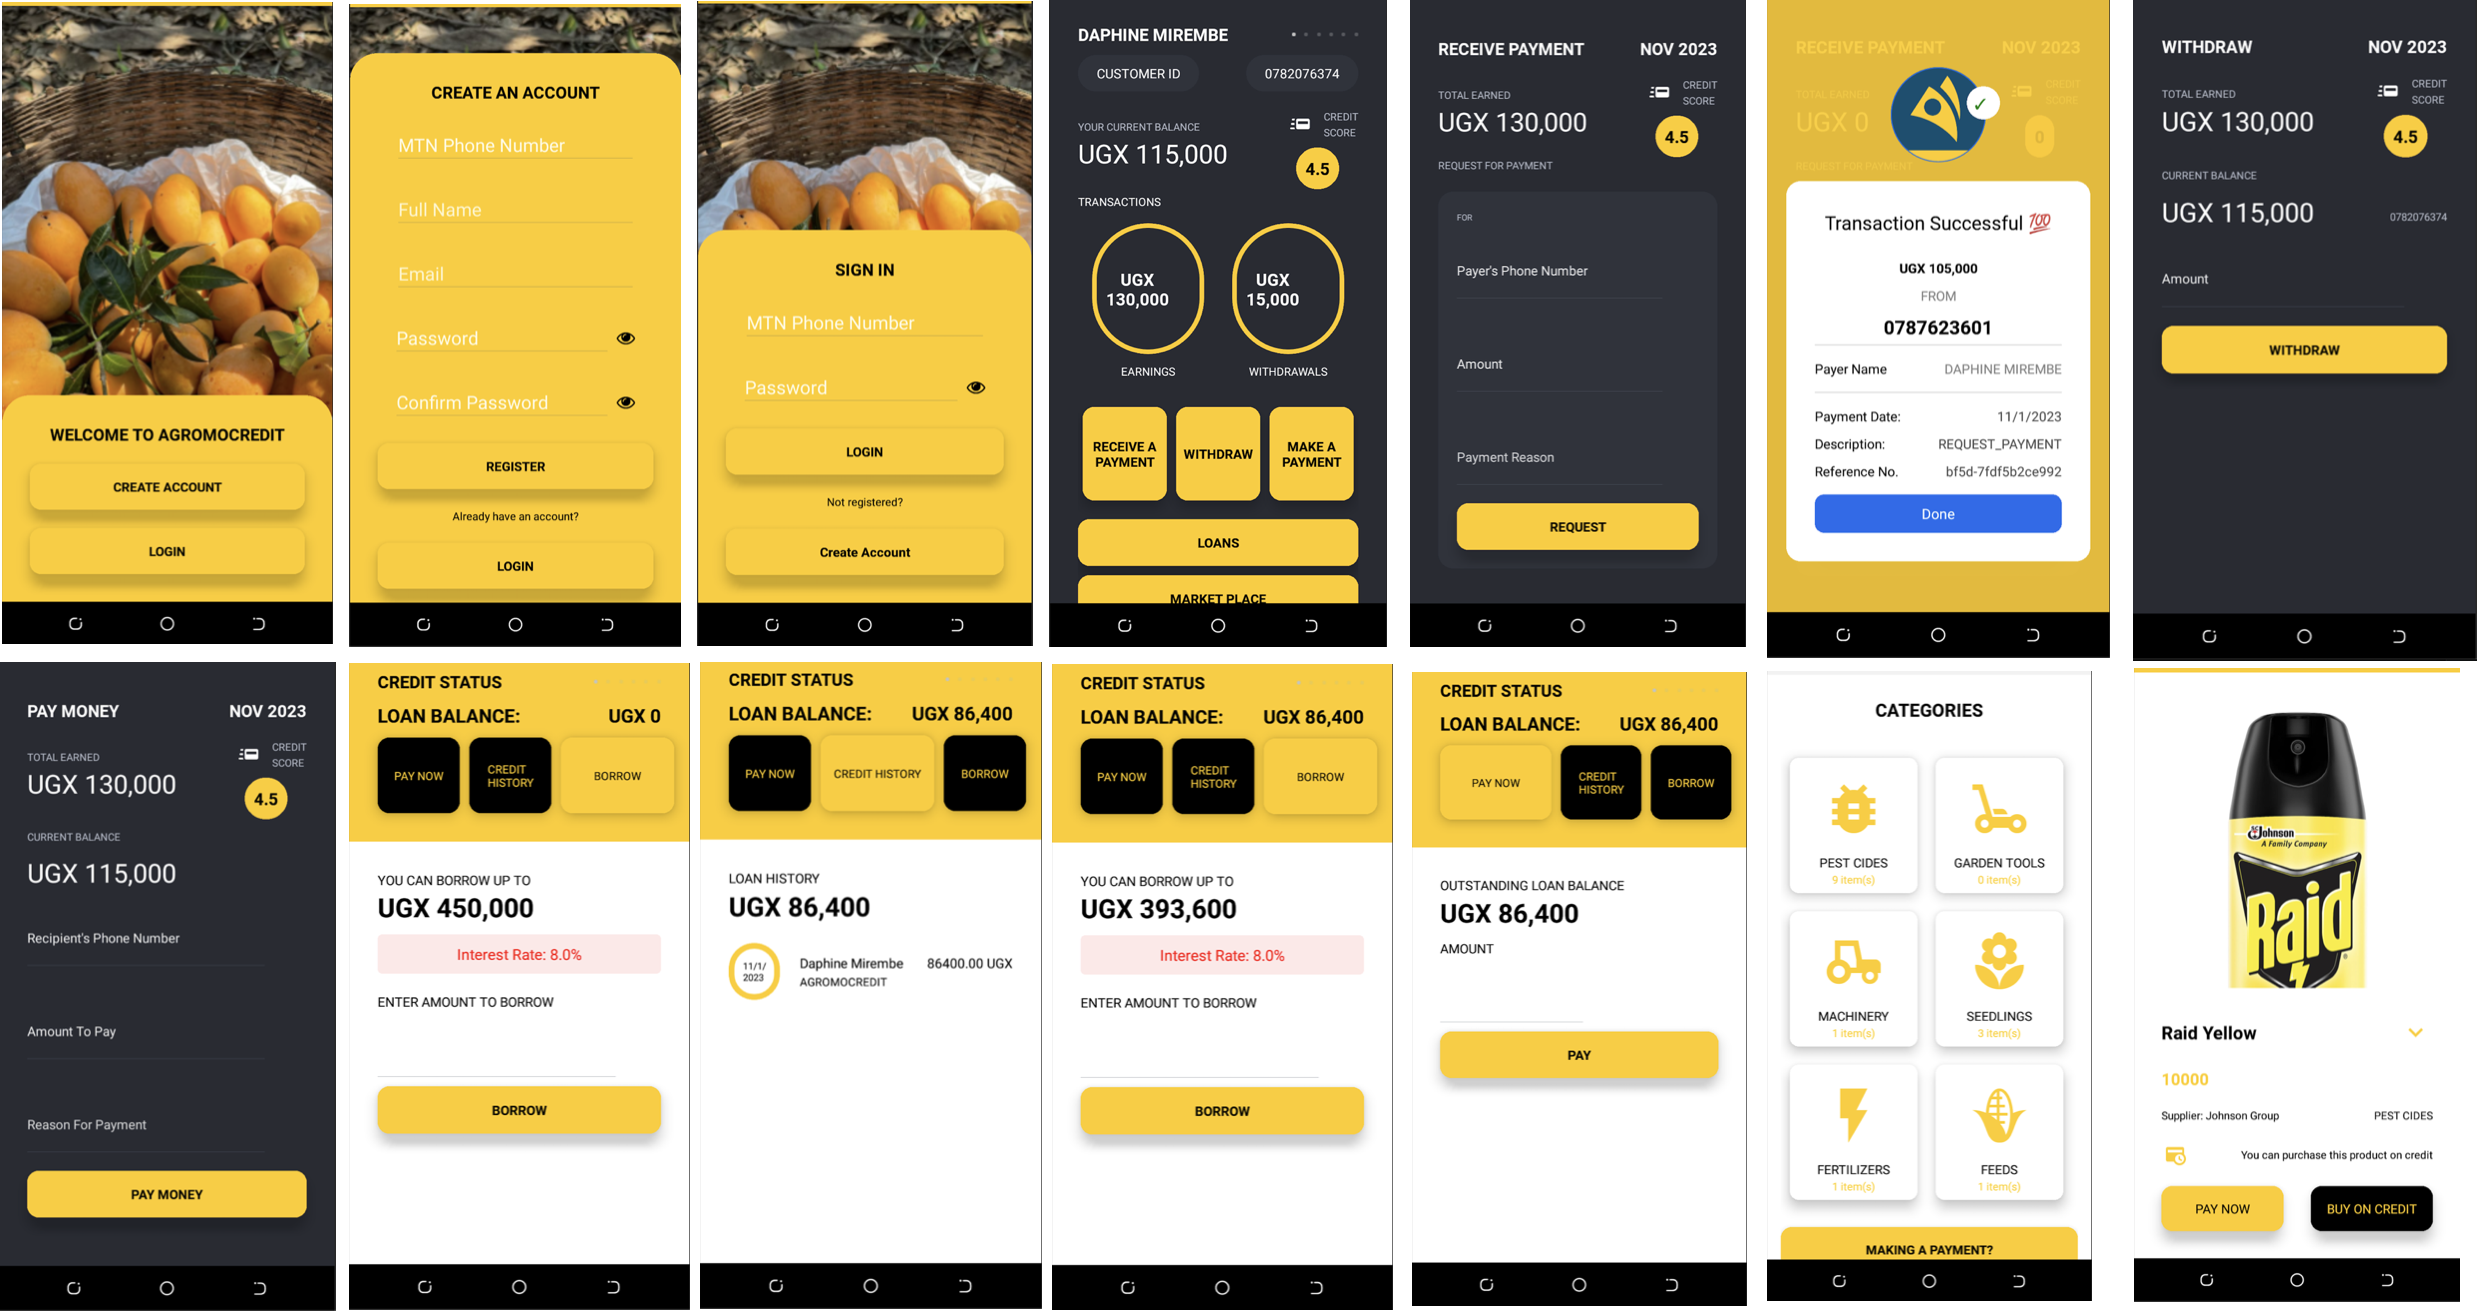 WELCOME TO AGROMOCREDIT
CREATE ACCOUNT
LOGIN
CREATE AN ACCOUNT
MTN Phone Number
Full Name
Email
Password
Confirm Password
REGISTER
Already have an account?
LOGIN
SIGN IN
MTN Phone Number
Password
LOGIN
Not registered?
Create Account
DAPHINE MIREMBE
CUSTOMER ID
0782076374
YOUR CURRENT BALANCE
CREDIT
SCORE
UGX 115,000
4.5
TRANSACTIONS
UGX
130,000
UGX
15,000
EARNINGS
WITHDRAWALS
RECEIVE A
PAYMENT
WITHDRAW
MAKE A
PAYMENT
LOANS
MARKET PLACE
RECEIVE PAYMENT
NOV 2023
TOTAL EARNED
CREDIT
SCORE
UGX 130,000
4.5
REQUEST FOR PAYMENT
FOR
Payer's Phone Number
Amount
Payment Reason
REQUEST
RECEIVE PAYMENT
NOV 2023
TOTAL EARNED
CREDIT
SCORE
UGX 0
0
REQUEST FOR PAYMENT
Transaction Successful 💯
UGX 105,000
FROM
0787623601
Payer Name DAPHINE MIREMBE
Payment Date: 11/1/2023
Description: REQUEST_PAYMENT
Reference No. bf5d-7fdf5b2ce992
Done
WITHDRAW
NOV 2023
TOTAL EARNED
CREDIT
SCORE
UGX 130,000
4.5
CURRENT BALANCE
UGX 115,000
0782076374
Amount
WITHDRAW
PAY MONEY
NOV 2023
TOTAL EARNED
CREDIT
SCORE
UGX 130,000
4.5
CURRENT BALANCE
UGX 115,000
Recipient's Phone Number
Amount To Pay
Reason For Payment
PAY MONEY
CREDIT STATUS
LOAN BALANCE: UGX 0
PAY NOW
CREDIT
HISTORY
BORROW
YOU CAN BORROW UP TO
UGX 450,000
Interest Rate: 8.0%
ENTER AMOUNT TO BORROW
BORROW
CREDIT STATUS
LOAN BALANCE: UGX 86,400
PAY NOW
CREDIT HISTORY
BORROW
LOAN HISTORY
UGX 86,400
11/1/
2023
Daphine Mirembe 86400.00 UGX
AGROMOCREDIT
CREDIT STATUS
LOAN BALANCE: UGX 86,400
PAY NOW
CREDIT
HISTORY
BORROW
YOU CAN BORROW UP TO
UGX 393,600
Interest Rate: 8.0%
ENTER AMOUNT TO BORROW
BORROW
CREDIT STATUS
LOAN BALANCE: UGX 86,400
PAY NOW
CREDIT
HISTORY
BORROW
OUTSTANDING LOAN BALANCE
UGX 86,400
AMOUNT
PAY
CATEGORIES
PEST CIDES
9 item(s)
GARDEN TOOLS
0 item(s)
MACHINERY
1 item(s)
SEEDLINGS
3 item(s)
FERTILIZERS
1 item(s)
FEEDS
1 item(s)
MAKING A PAYMENT?
SC Johnson
A Family Company
Raid
Raid Yellow
10000
Supplier: Johnson Group
PEST CIDES
You can purchase this product on credit
PAY NOW
BUY ON CREDIT